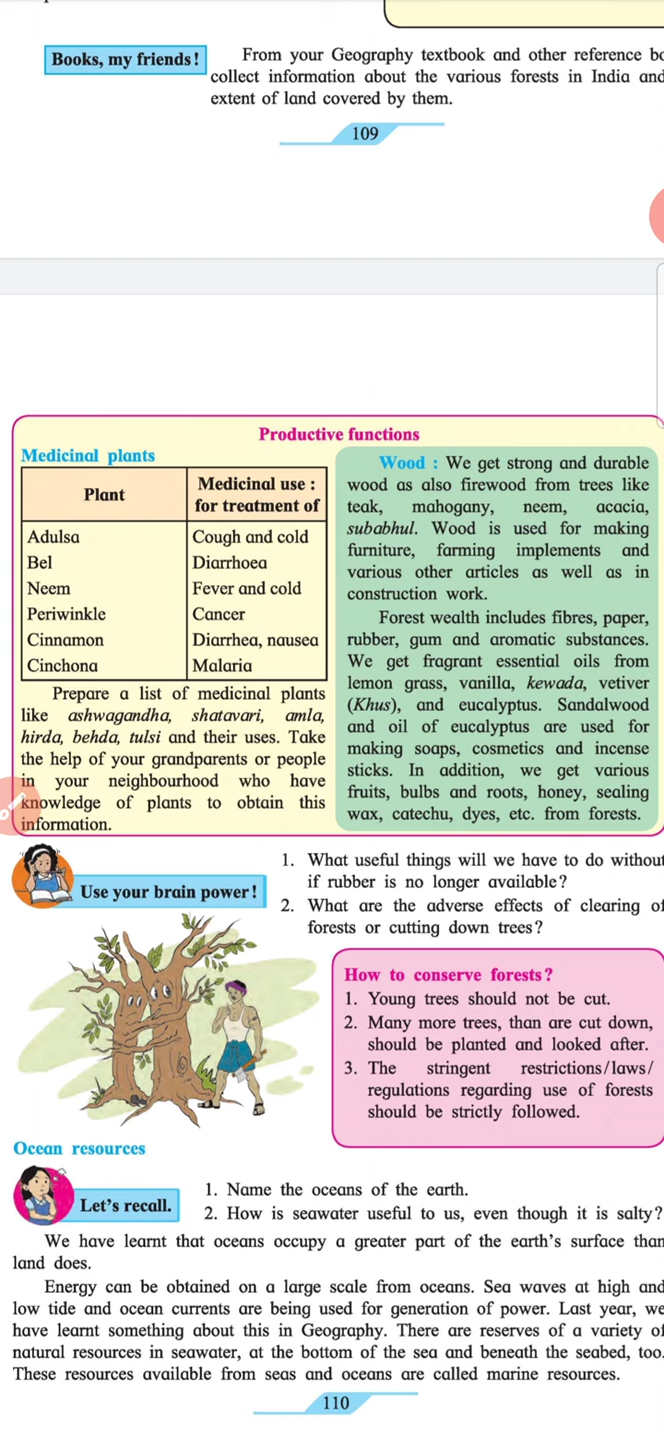 Books, my friends!
From your Geography textbook and other reference
collect information about the various forests in India and
extent of land covered by them.
109
Productive functions
Medicinal plants
Plant Medicinal use :
for treatment of
Adulsa Cough and cold
Bel Diarrhoea
Neem Fever and cold
Periwinkle Cancer
Cinnamon Diarrhea, nausea
Cinchona Malaria
Prepare a list of medicinal plants
like ashwagandha, shatavari, amla,
hirda, behda, tulsi and their uses. Take
the help of your grandparents or people
in your neighbourhood who have
knowledge of plants to obtain this
information.
Wood : We get strong and durable
wood as also firewood from trees like
teak, mahogany, neem, acacia,
subabhul. Wood is used for making
furniture, farming implements and
various other articles as well as in
construction work.
Forest wealth includes fibres, paper,
rubber, gum and aromatic substances.
We get fragrant essential oils from
lemon grass, vanilla, kewada, vetiver
(Khus), and eucalyptus. Sandalwood
and oil of eucalyptus are used for
making soaps, cosmetics and incense
sticks. In addition, we get various
fruits, bulbs and roots, honey, sealing
wax, catechu, dyes, etc. from forests.
Use your brain power!
1. What useful things will we have to do without
if rubber is no longer available?
2. What are the adverse effects of clearing of
forests or cutting down trees?
How to conserve forests?
1. Young trees should not be cut.
2. Many more trees, than are cut down,
should be planted and looked after.
3. The stringent restrictions/laws/
regulations regarding use of forests
should be strictly followed.
Ocean resources
Let's recall.
1. Name the oceans of the earth.
2. How is seawater useful to us, even though it is salty?
We have learnt that oceans occupy a greater part of the earth's surface than
land does.
Energy can be obtained on a large scale from oceans. Sea waves at high and
low tide and ocean currents are being used for generation of power. Last year, we
have learnt something about this in Geography. There are reserves of a variety of
natural resources in seawater, at the bottom of the sea and beneath the seabed, too.
These resources available from seas and oceans are called marine resources.
110